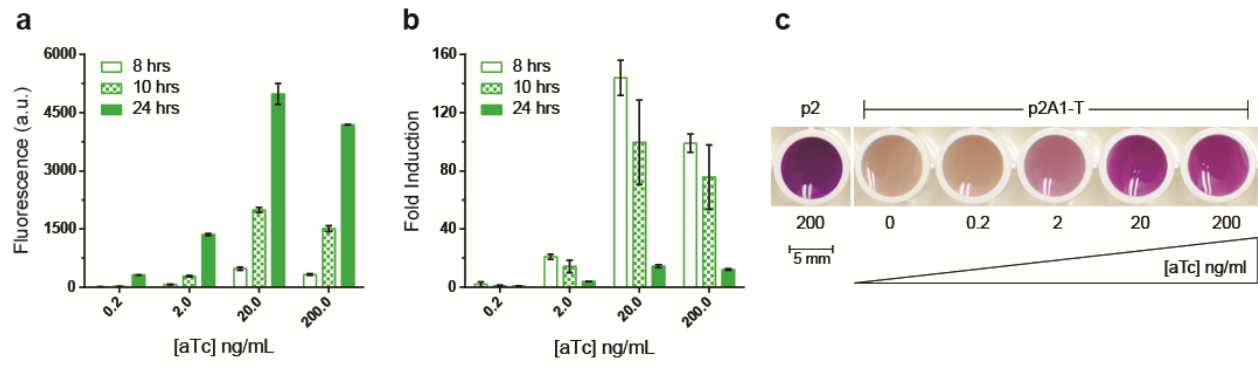 a
6000
4500
3000
1500
0
Fluorescence (a.u.)
8 hrs
10 hrs
24 hrs
0.2
2.0
20.0
200.0
[aTc] ng/mL
b
160
120
80
40
0
Fold Induction
8 hrs
10 hrs
24 hrs
0.2
2.0
20.0
200.0
[aTc] ng/mL
c
p2
p2A1-T
200
0
0.2
2
20
200
5 mm
[aTc] ng/ml